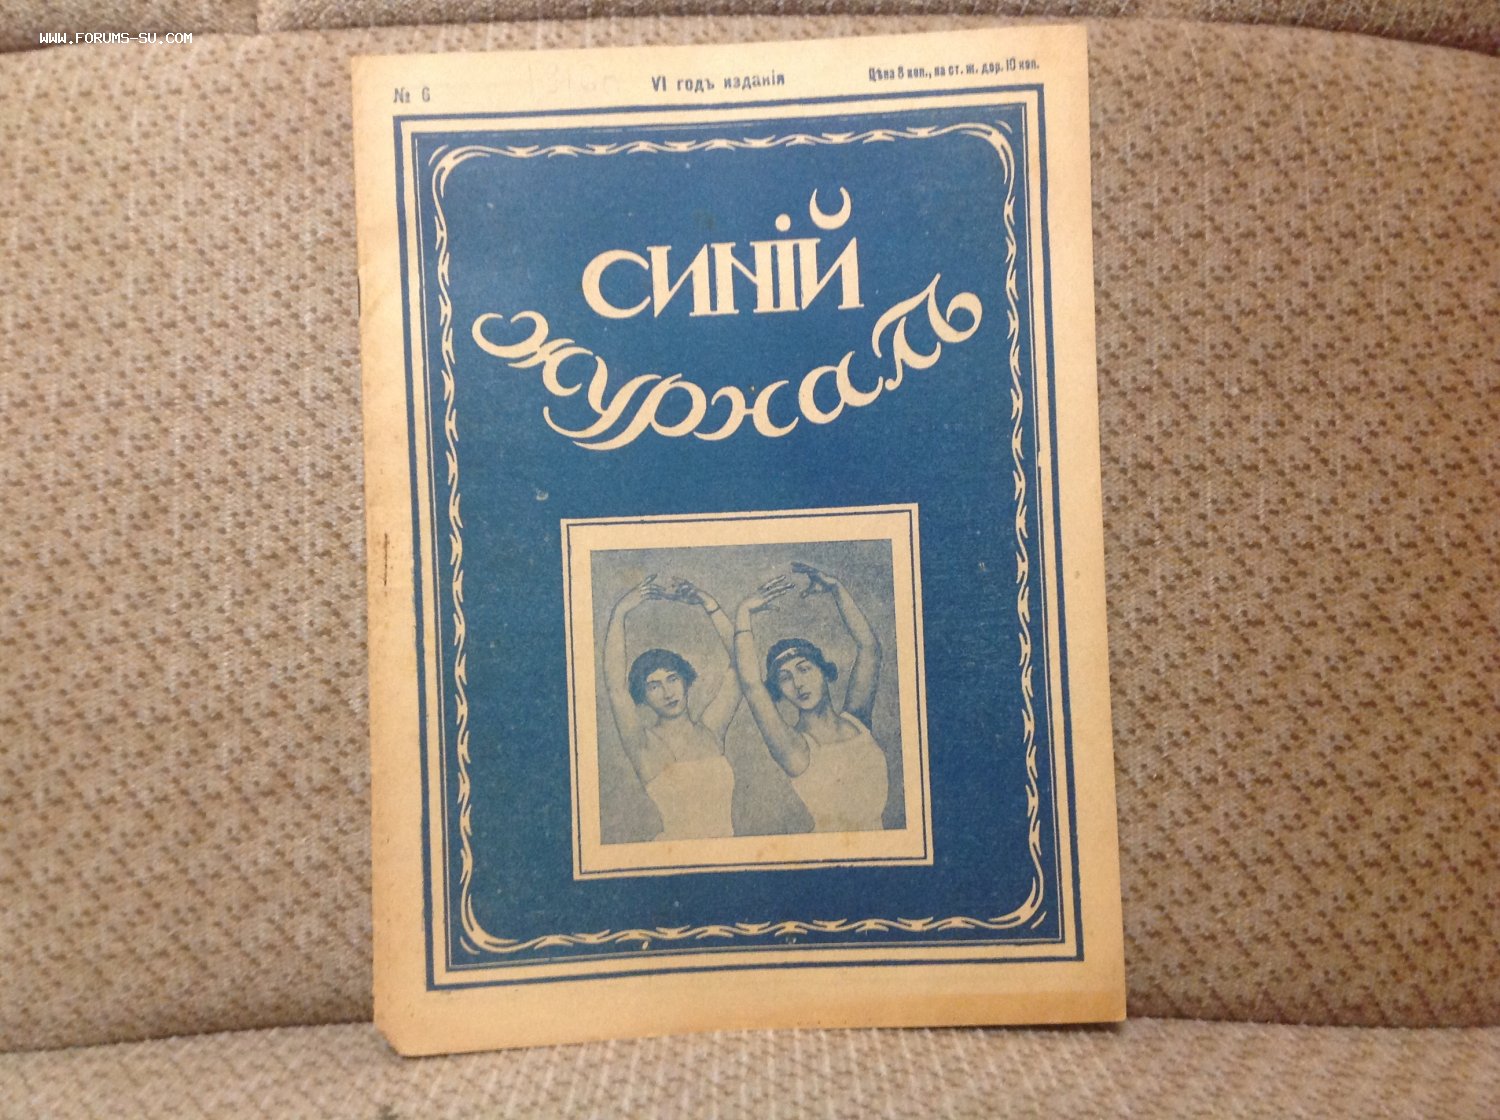 WWW.FORUMS-SU.COM
№ 6 VI годъ изданія Цѣна 8 коп., на ст. ж. дор. 10 коп.
СИНІЙ
журналъ